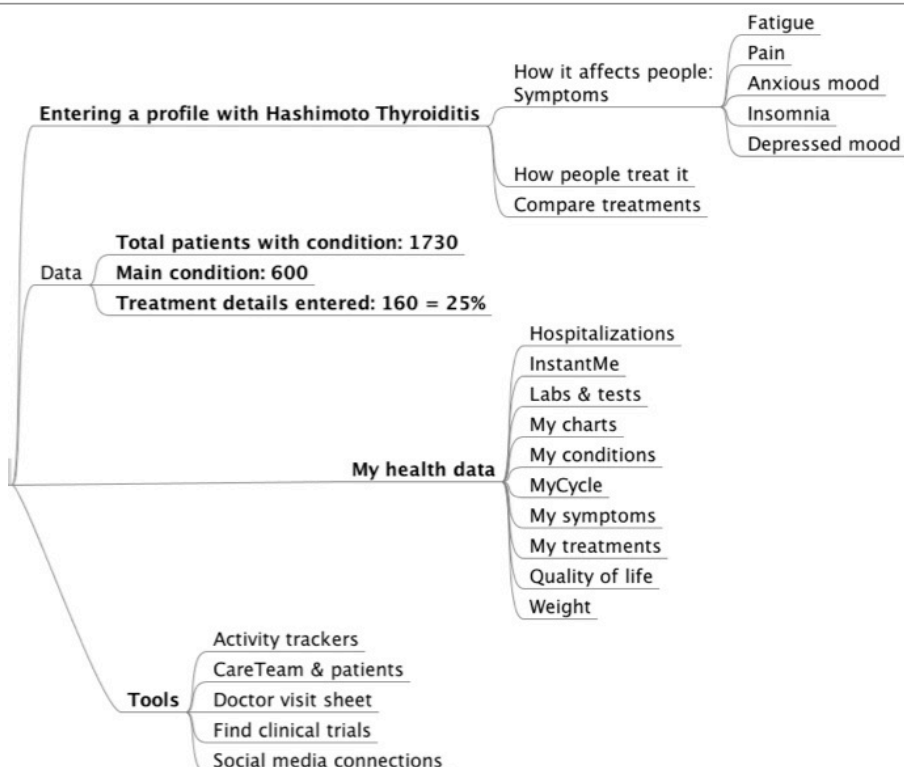 Entering a profile with Hashimoto Thyroiditis
How it affects people:
Symptoms
Fatigue
Pain
Anxious mood
Insomnia
Depressed mood
How people treat it
Compare treatments
Data
Total patients with condition: 1730
Main condition: 600
Treatment details entered: 160 = 25%
My health data
Hospitalizations
InstantMe
Labs & tests
My charts
My conditions
MyCycle
My symptoms
My treatments
Quality of life
Weight
Tools
Activity trackers
CareTeam & patients
Doctor visit sheet
Find clinical trials
Social media connections